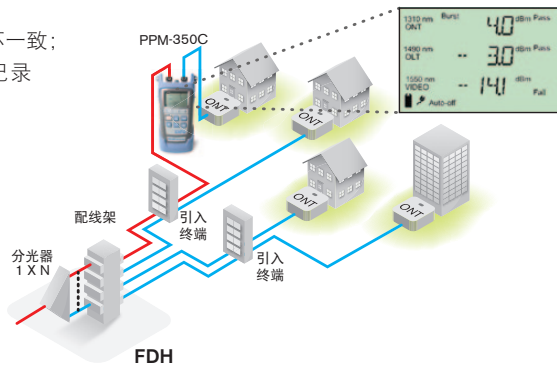 不一致；
记录
PPM-350C
1310 nm Burst 4.0 dBm Pass
ONT
1490 nm -- 3.0 dBm Pass
OLT
1550 nm -- 14.1 dBm
VIDEO Fail
Auto-off
ONT
ONT
ONT
ONT
配线架
引入
终端
引入
终端
分光器
1 X N
FDH